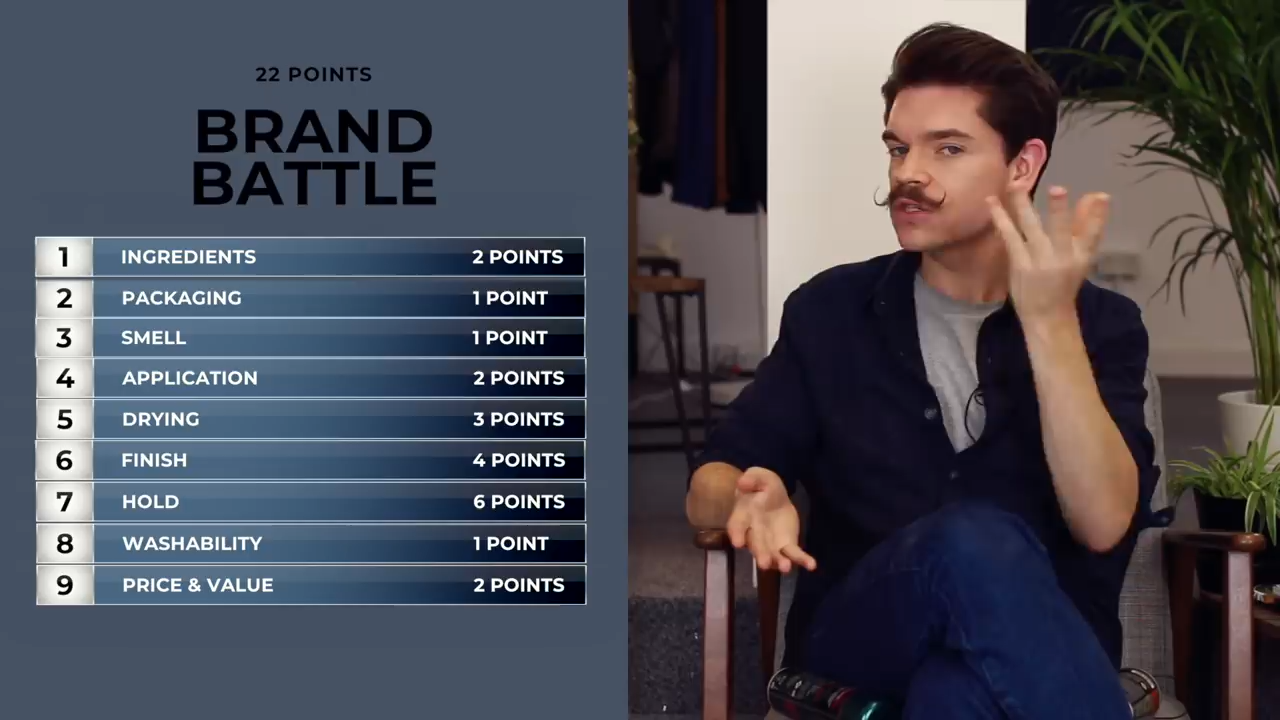 22 POINTS
BRAND
BATTLE
1 INGREDIENTS 2 POINTS
2 PACKAGING 1 POINT
3 SMELL 1 POINT
4 APPLICATION 2 POINTS
5 DRYING 3 POINTS
6 FINISH 4 POINTS
7 HOLD 6 POINTS
8 WASHABILITY 1 POINT
9 PRICE & VALUE 2 POINTS